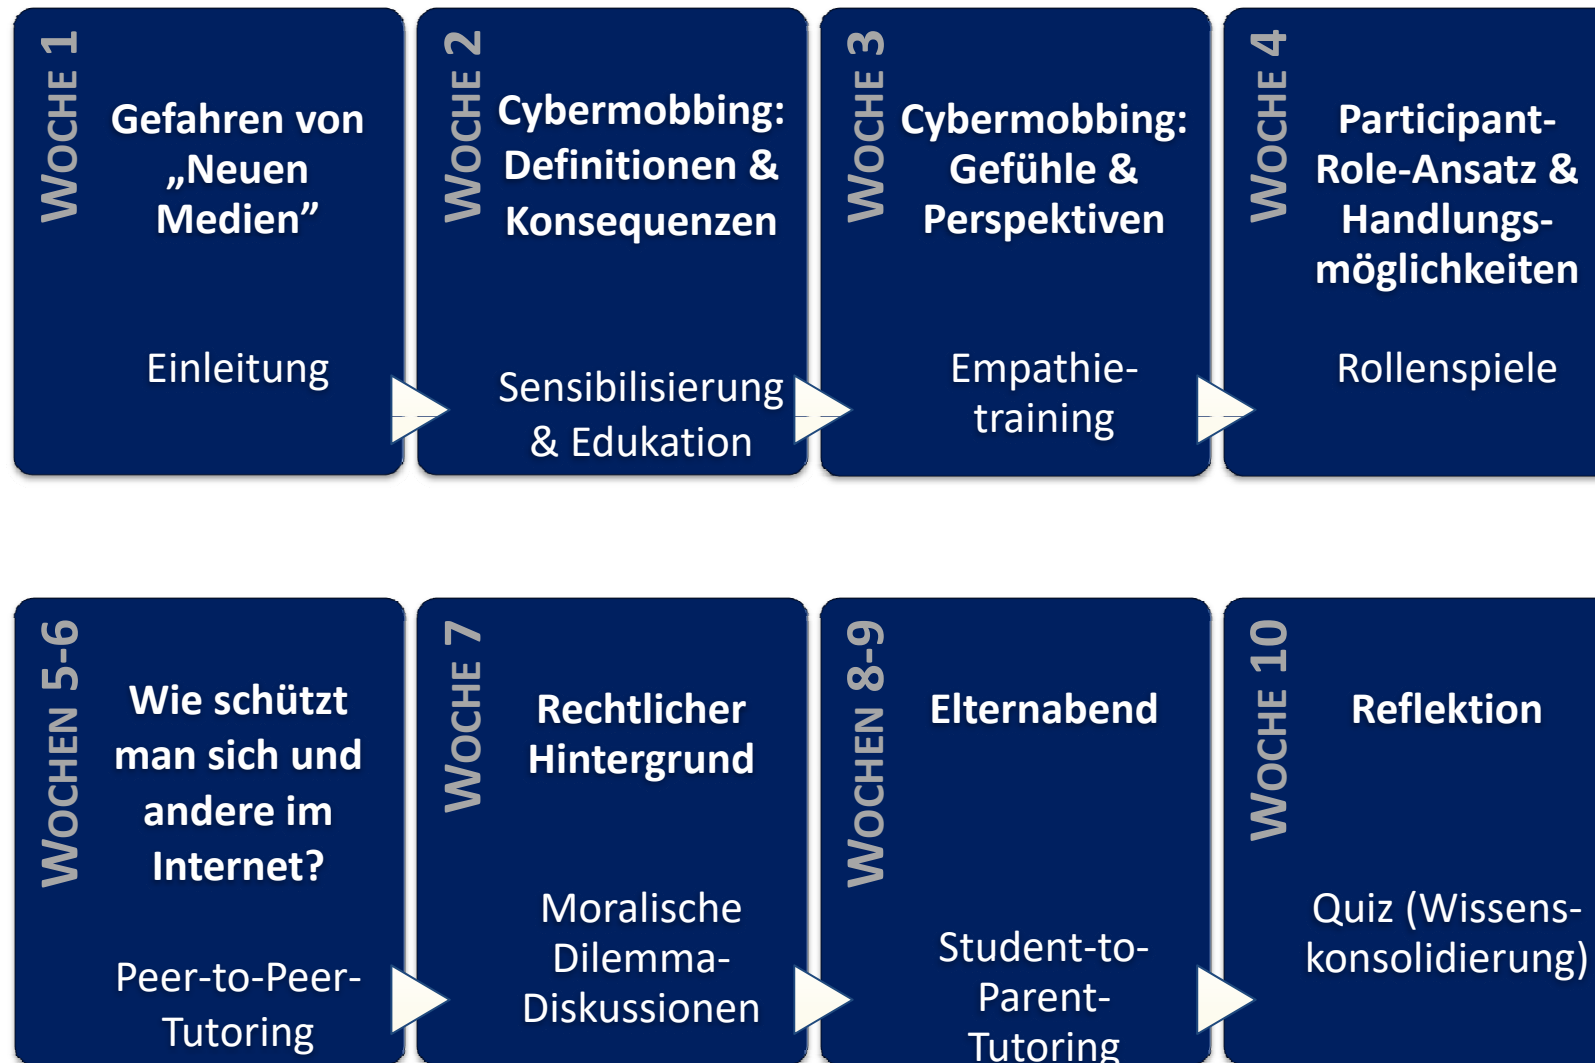 WOCHE 1
Gefahren von
„Neuen
Medien”
Einleitung
WOCHE 2
Cybermobbing:
Definitionen &
Konsequenzen
Sensibilisierung
& Edukation
WOCHE 3
Cybermobbing:
Gefühle &
Perspektiven
Empathie-
training
WOCHE 4
Participant-
Role-Ansatz &
Handlungs-
möglichkeiten
Rollenspiele
WOCHEN 5-6
Wie schützt
man sich und
andere im
Internet?
Peer-to-Peer-
Tutoring
WOCHE 7
Rechtlicher
Hintergrund
Moralische
Dilemma-
Diskussionen
WOCHEN 8-9
Elternabend
Student-to-
Parent-
Tutoring
WOCHE 10
Reflektion
Quiz (Wissens-
konsolidierung)